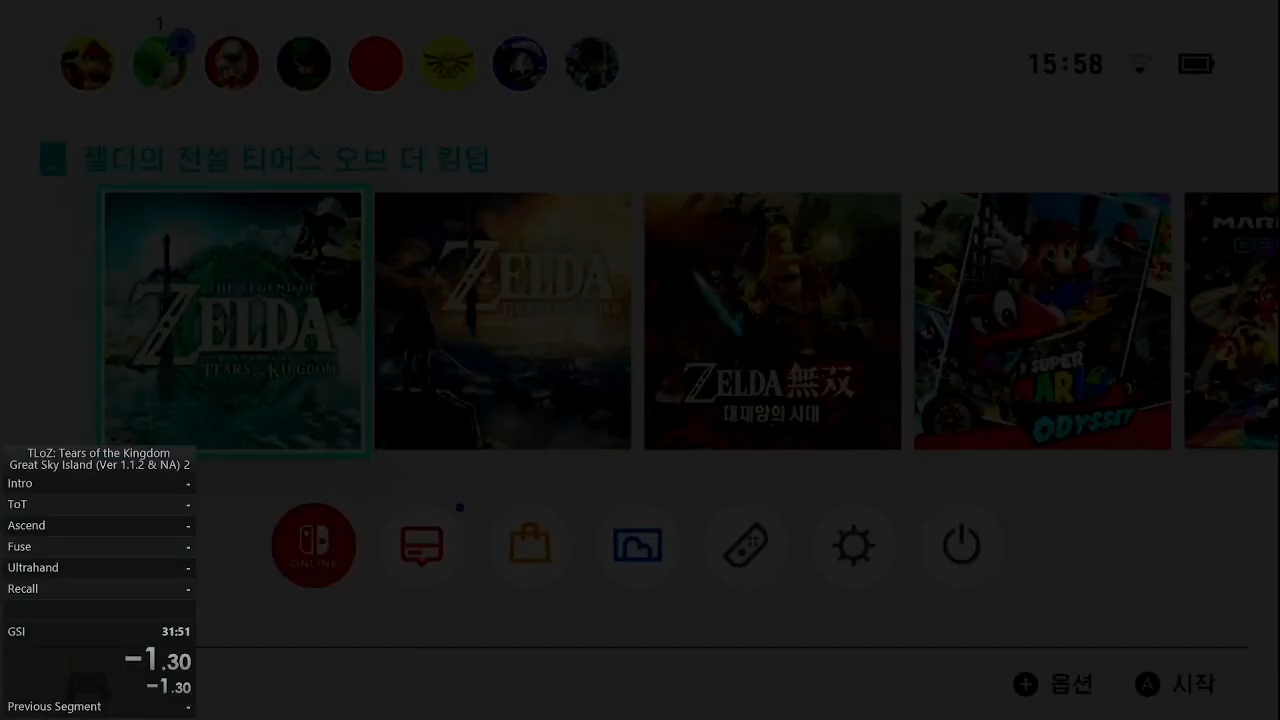 1
15:58
젤다의 전설 티어스 오브 더 킹덤
THE LEGEND OF
ZELDA
TEARS OF THE KINGDOM
ZELDA
ZELDA無双
대재앙의 시대
SUPER
MARIO
ODYSSEY
MAR
ONLINE
TLoZ: Tears of the Kingdom
Great Sky Island (Ver 1.1.2 & NA) 2
Intro -
ToT -
Ascend -
Fuse -
Ultrahand -
Recall -
GSI 31:51
−1.30
−1.30
Previous Segment -
옵션
A 시작